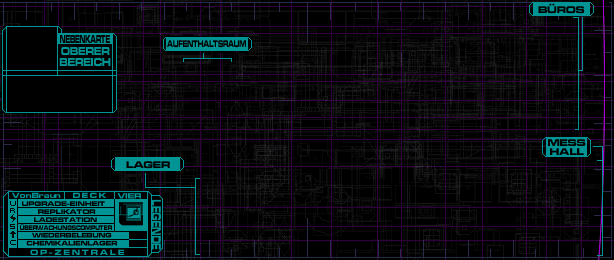 BÜROS
NEBENKARTE
OBERER
BEREICH
AUFENTHALTSRAUM
MESS
HALL
LAGER
VonBraun DECK VIER
UPGRADE-EINHEIT
REPLIKATOR
LADESTATION
ÜBERWACHUNGSCOMPUTER
WIEDERBELEBUNG
CHEMIKALIENLAGER
OP-ZENTRALE
LEGENDE